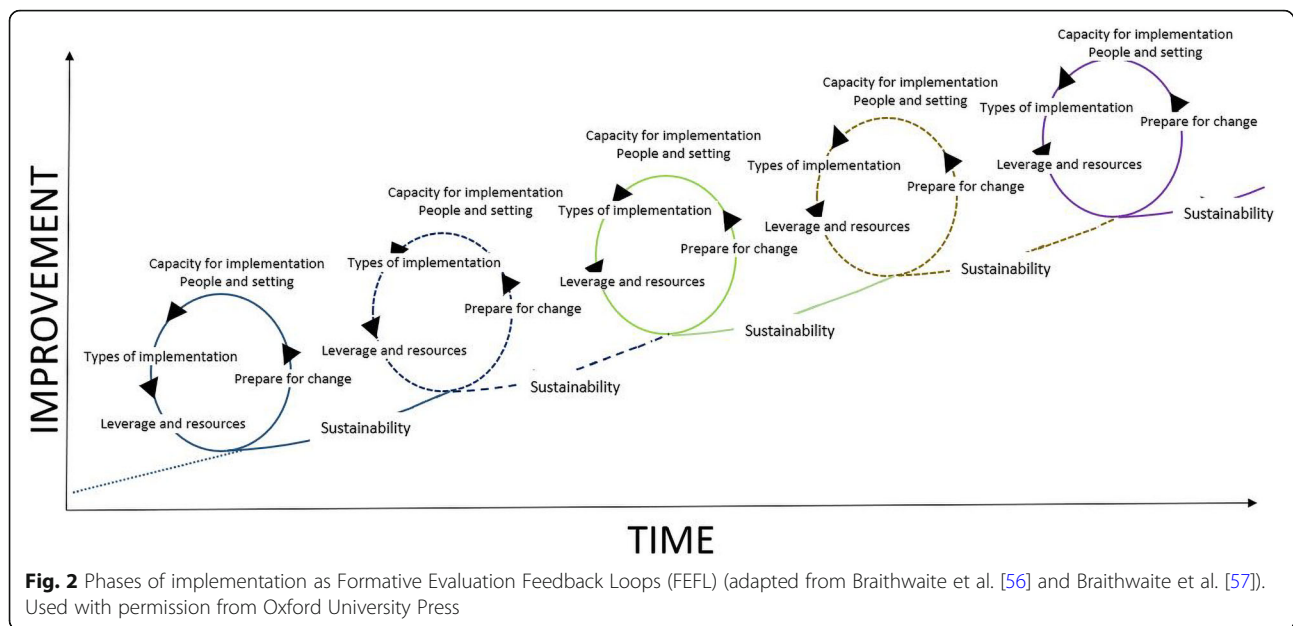 Capacity for implementation
People and setting
Types of implementation
Prepare for change
Leverage and resources
Sustainability
Capacity for implementation
People and setting
Types of implementation
Prepare for change
Leverage and resources
Sustainability
Capacity for implementation
People and setting
Types of implementation
Prepare for change
Leverage and resources
Sustainability
Capacity for implementation
People and setting
Types of implementation
Prepare for change
Leverage and resources
Sustainability
Capacity for implementation
People and setting
Types of implementation
Prepare for change
Leverage and resources
Sustainability
IMPROVEMENT
TIME
Fig. 2 Phases of implementation as Formative Evaluation Feedback Loops (FEFL) (adapted from Braithwaite et al. [56] and Braithwaite et al. [57]).
Used with permission from Oxford University Press